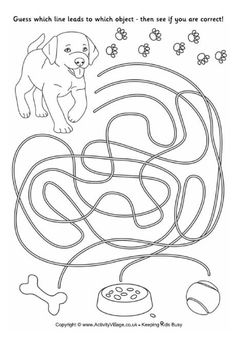 Guess which line leads to which object - then see if you are correct!
Copyright © www.ActivityVillage.co.uk - Keeping Kids Busy